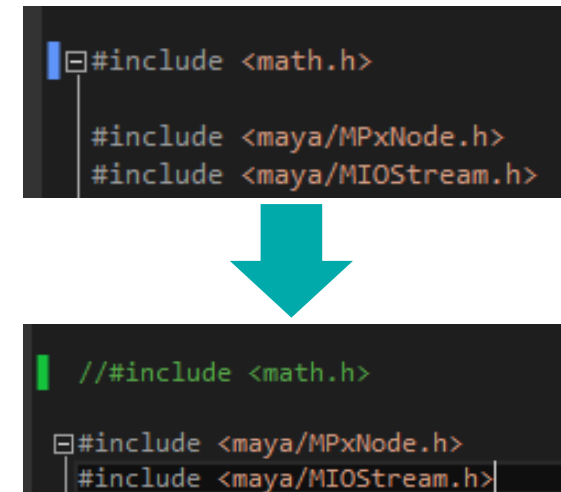 #include <math.h>
#include <maya/MPxNode.h>
#include <maya/MIOStream.h>
//#include <math.h>
#include <maya/MPxNode.h>
#include <maya/MIOStream.h>